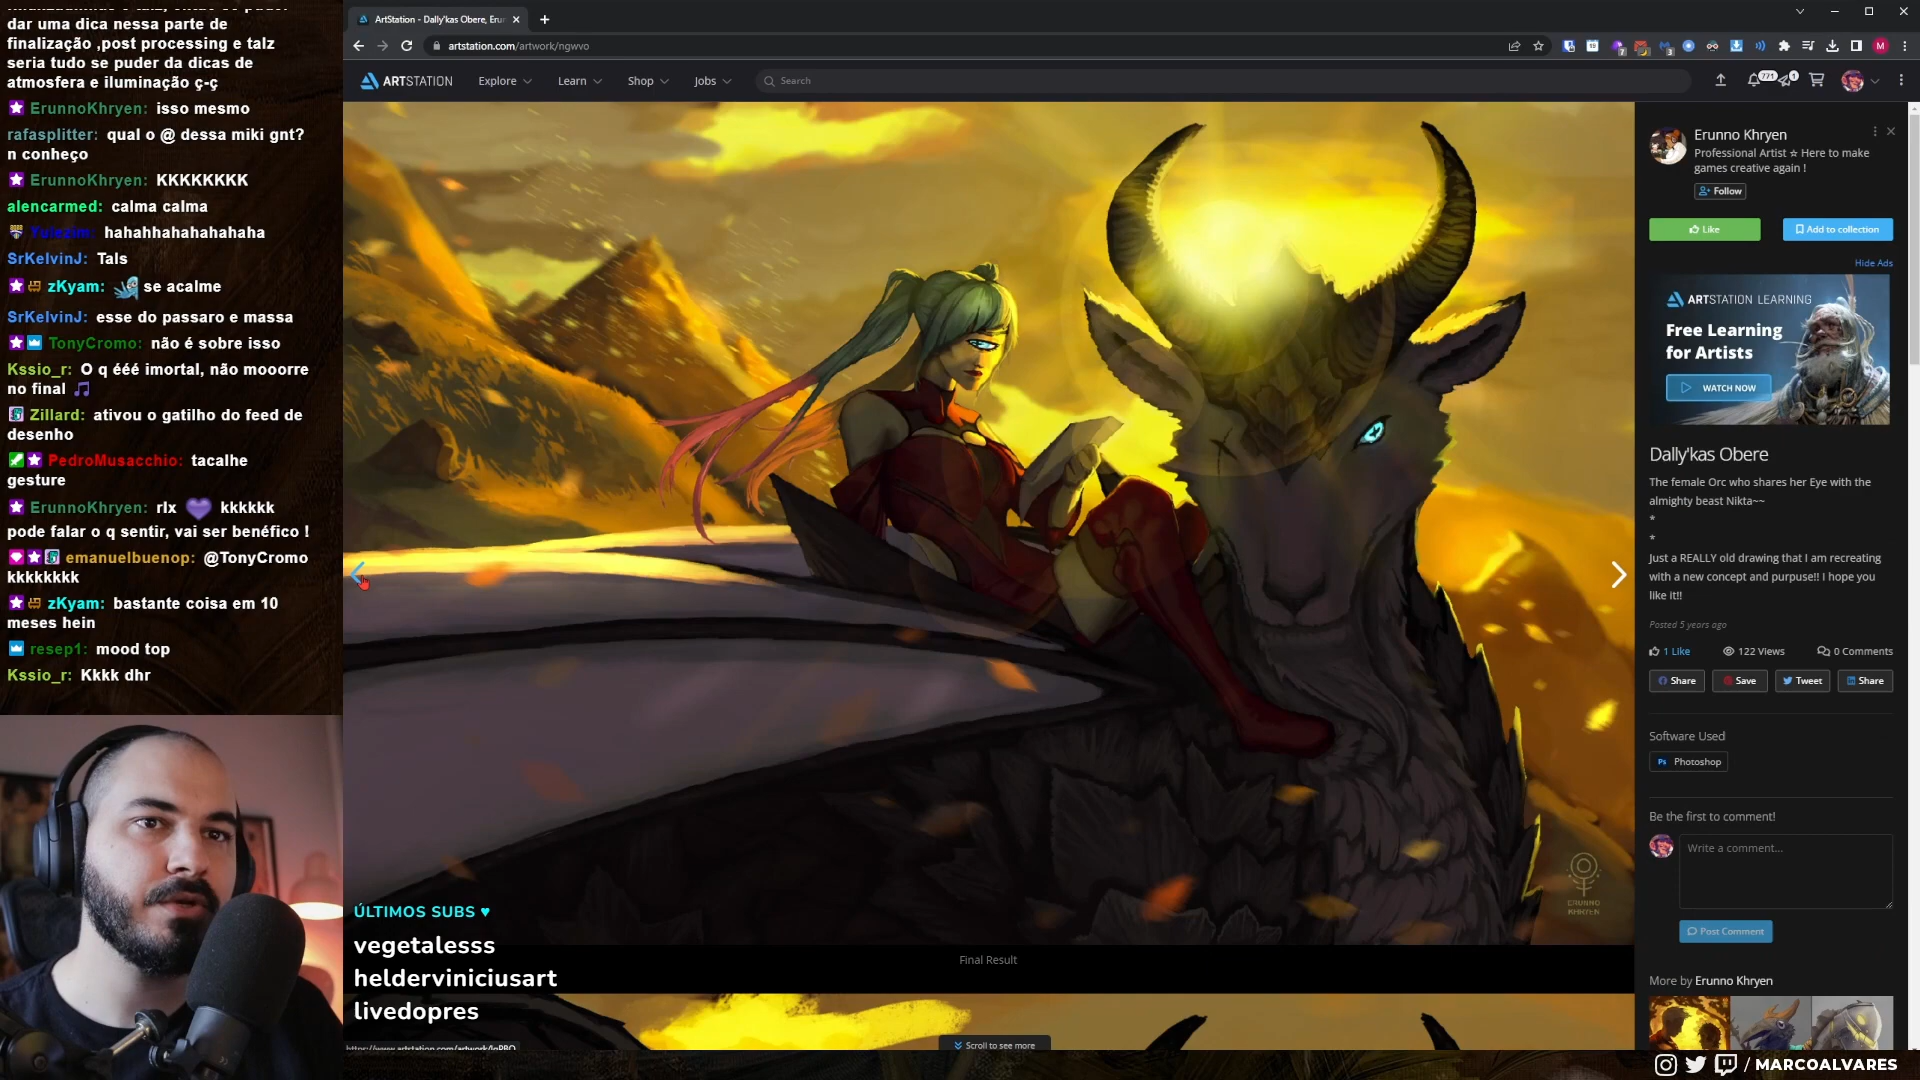 dar uma dica nessa parte de
finalização ,post processing e talz
seria tudo se puder da dicas de
atmosfera e iluminação ç-ç
ErunnoKhryen: isso mesmo
rafasplitter: qual o @ dessa miki gnt?
n conheço
ErunnoKhryen: KKKKKKKK
alencarmed: calma calma
Yulezim: hahahhahahahahaha
SrKelvinJ: Tals
zKyam: se acalme
SrKelvinJ: esse do passaro e massa
TonyCromo: não é sobre isso
Kssio_r: O q ééé imortal, não mooorre
no final
Zillard: ativou o gatilho do feed de
desenho
PedroMusacchio: tacalhe
gesture
ErunnoKhryen: rlx kkkkkk
pode falar o q sentir, vai ser benéfico !
emanuelbuenop: @TonyCromo
kkkkkkkk
zKyam: bastante coisa em 10
meses hein
resep1: mood top
Kssio_r: Kkkk dhr
ArtStation - Dally'kas Obere, Eru
artstation.com/artwork/ngwvo
ARTSTATION
Explore
Learn
Shop
Jobs
Search
771
1
Erunno Khryen
Professional Artist ☆ Here to make
games creative again !
Follow
Like
Add to collection
Hide Ads
ARTSTATION LEARNING
Free Learning
for Artists
WATCH NOW
Dally'kas Obere
The female Orc who shares her Eye with the
almighty beast Nikta~~
*
*
Just a REALLY old drawing that I am recreating
with a new concept and purpuse!! I hope you
like it!!
Posted 5 years ago
1 Like
122 Views
0 Comments
Share
Save
Tweet
Share
Software Used
Ps Photoshop
Be the first to comment!
Write a comment...
Post Comment
More by Erunno Khryen
ERUNNO
KHRYEN
Final Result
Scroll to see more
ÚLTIMOS SUBS ♥
vegetalesss
helderviniciusart
livedopres
/ MARCOALVARES